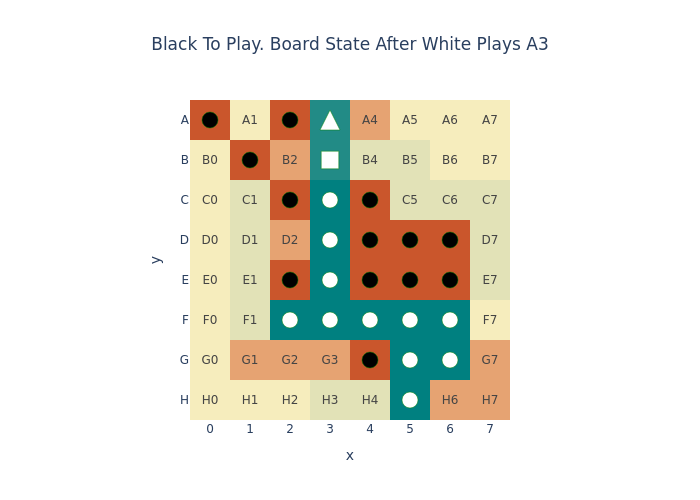 Black To Play. Board State After White Plays A3
A A1 A4 A5 A6 A7
B B0 B2 B4 B5 B6 B7
C C0 C1 C5 C6 C7
D D0 D1 D2 D7
E E0 E1 E7
F F0 F1 F7
G G0 G1 G2 G3 G7
H H0 H1 H2 H3 H4 H6 H7
0 1 2 3 4 5 6 7
x
y